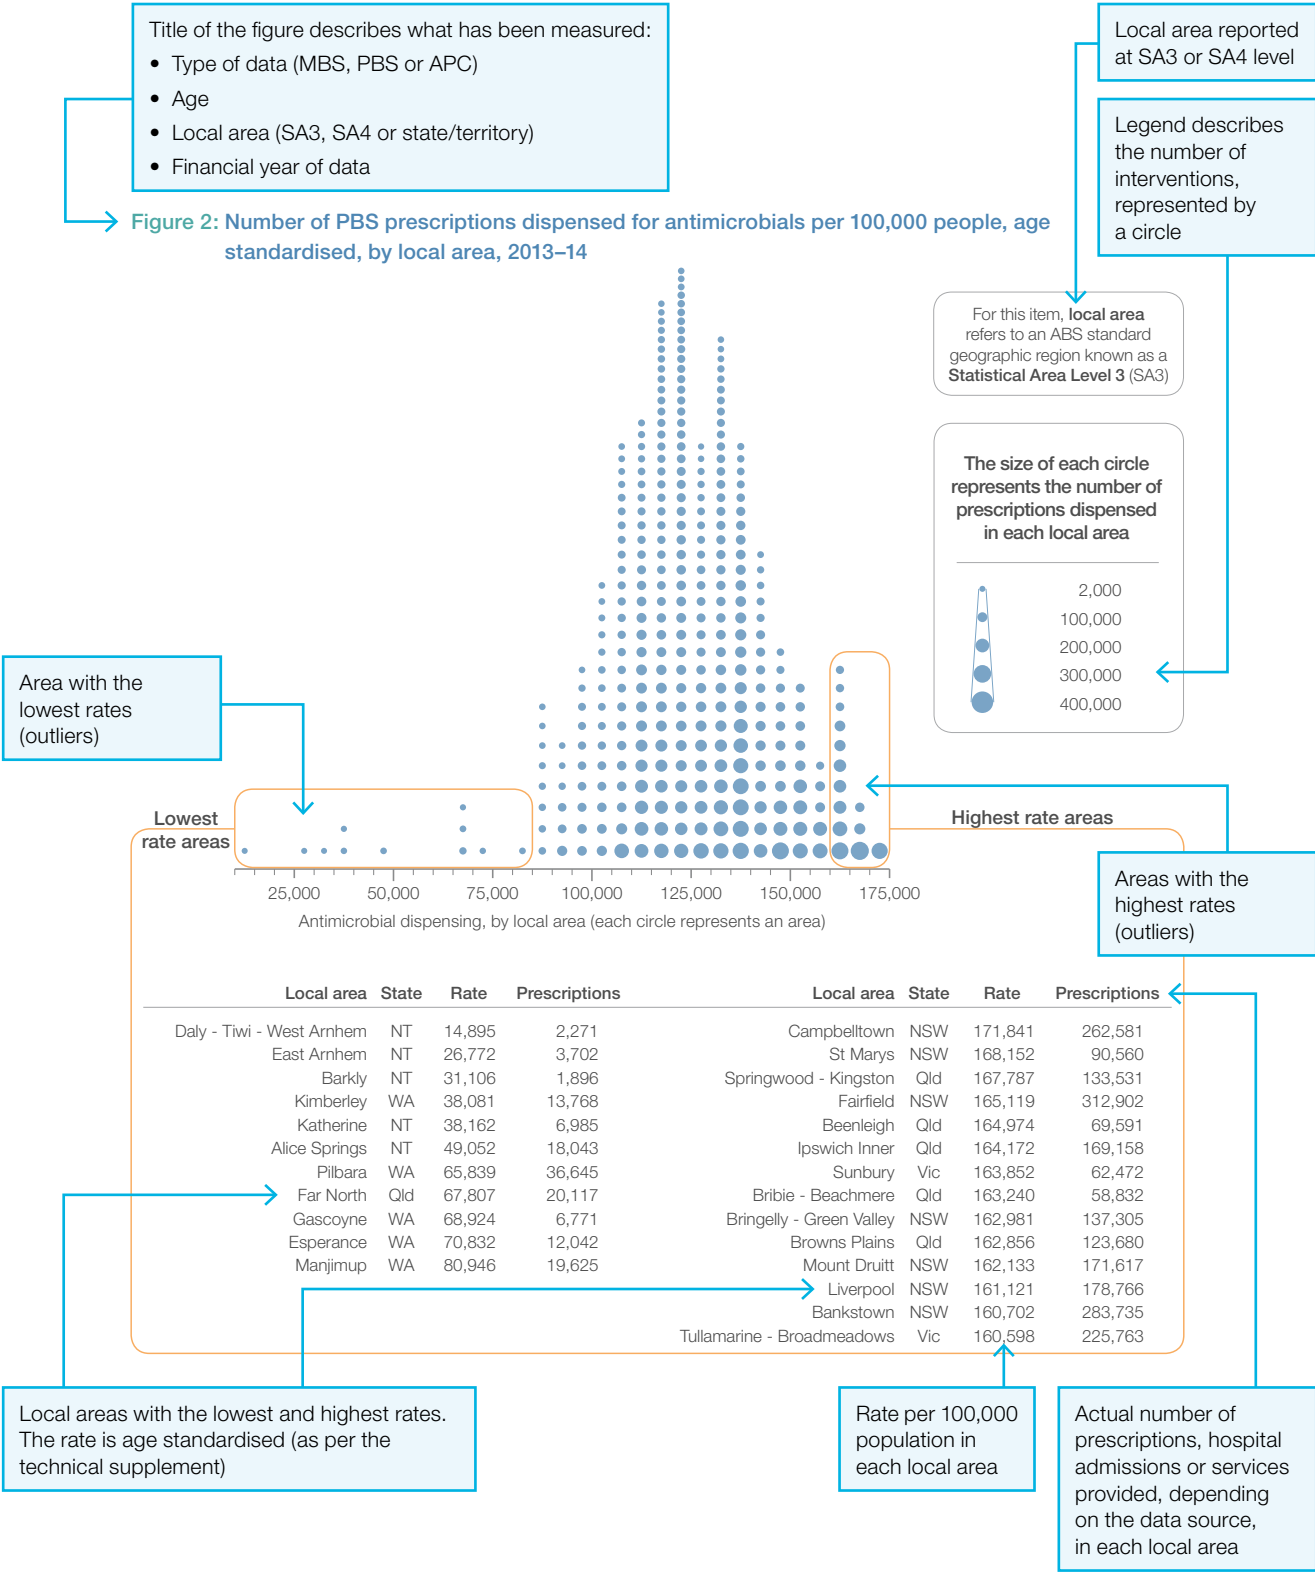 Title of the figure describes what has been measured:
• Type of data (MBS, PBS or APC)
• Age
• Local area (SA3, SA4 or state/territory)
• Financial year of data
Local area reported
at SA3 or SA4 level
Legend describes
the number of
interventions,
represented by
a circle
Figure 2: Number of PBS prescriptions dispensed for antimicrobials per 100,000 people, age
standardised, by local area, 2013–14
For this item, local area
refers to an ABS standard
geographic region known as a
Statistical Area Level 3 (SA3)
The size of each circle
represents the number of
prescriptions dispensed
in each local area
2,000
100,000
200,000
300,000
400,000
Area with the
lowest rates
(outliers)
Lowest
rate areas
Highest rate areas
25,000 50,000 75,000 100,000 125,000 150,000 175,000
Antimicrobial dispensing, by local area (each circle represents an area)
Areas with the
highest rates
(outliers)
Local area State Rate Prescriptions
Daly - Tiwi - West Arnhem NT 14,895 2,271
East Arnhem NT 26,772 3,702
Barkly NT 31,106 1,896
Kimberley WA 38,081 13,768
Katherine NT 38,162 6,985
Alice Springs NT 49,052 18,043
Pilbara WA 65,839 36,645
Far North Qld 67,807 20,117
Gascoyne WA 68,924 6,771
Esperance WA 70,832 12,042
Manjimup WA 80,946 19,625
Local area State Rate Prescriptions
Campbelltown NSW 171,841 262,581
St Marys NSW 168,152 90,560
Springwood - Kingston Qld 167,787 133,531
Fairfield NSW 165,119 312,902
Beenleigh Qld 164,974 69,591
Ipswich Inner Qld 164,172 169,158
Sunbury Vic 163,852 62,472
Bribie - Beachmere Qld 163,240 58,832
Bringelly - Green Valley NSW 162,981 137,305
Browns Plains Qld 162,856 123,680
Mount Druitt NSW 162,133 171,617
Liverpool NSW 161,121 178,766
Bankstown NSW 160,702 283,735
Tullamarine - Broadmeadows Vic 160,598 225,763
Local areas with the lowest and highest rates.
The rate is age standardised (as per the
technical supplement)
Rate per 100,000
population in
each local area
Actual number of
prescriptions, hospital
admissions or services
provided, depending
on the data source,
in each local area